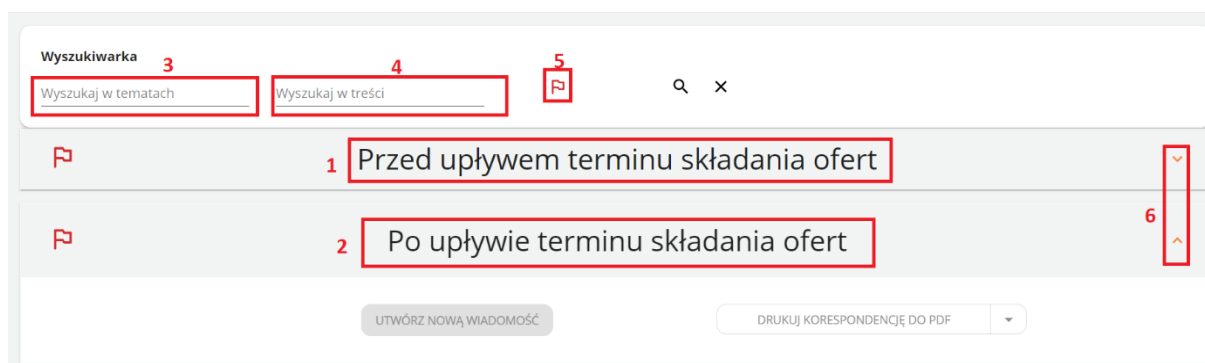 Wyszukiwarka
3 4 5
Wyszukaj w tematach Wyszukaj w treści
1 Przed upływem terminu składania ofert
6
2 Po upływie terminu składania ofert
UTWÓRZ NOWĄ WIADOMOŚĆ DRUKUJ KORESPONDENCJĘ DO PDF